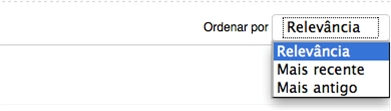 Ordenar por Relevância
Relevância
Mais recente
Mais antigo